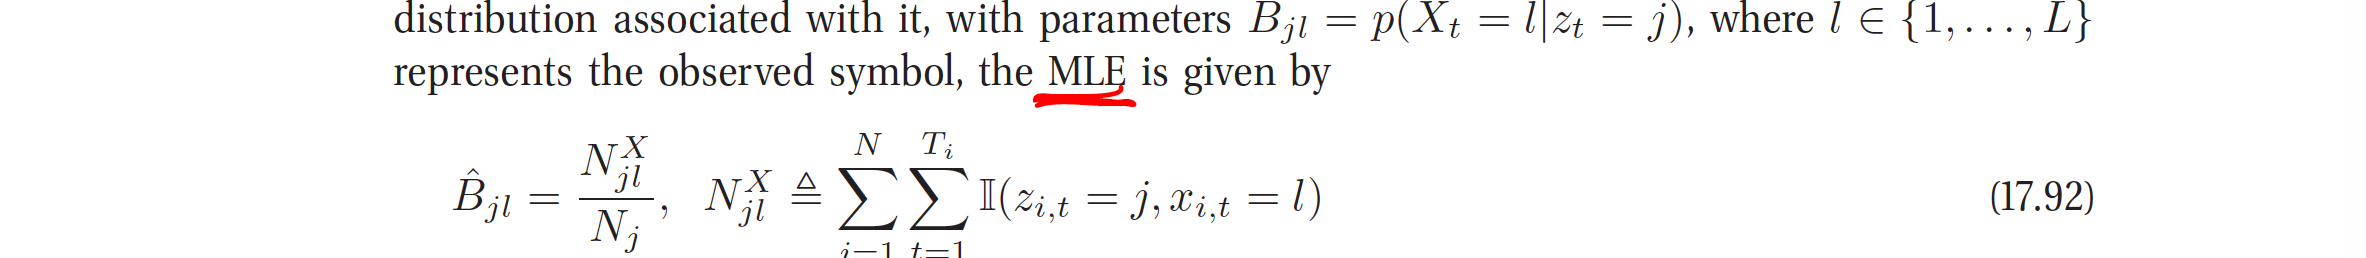 distribution associated with it, with parameters B_{jl} = p(X_t = l|z_t = j), where l ∈ {1, . . . , L}
represents the observed symbol, the MLE is given by
\hat{B}_{jl} = \frac{N^X_{jl}}{N_j}, N^X_{jl} ≜ \sum_{i=1}^{N} \sum_{t=1}^{T_i} 𝕀(z_{i,t} = j, x_{i,t} = l) (17.92)